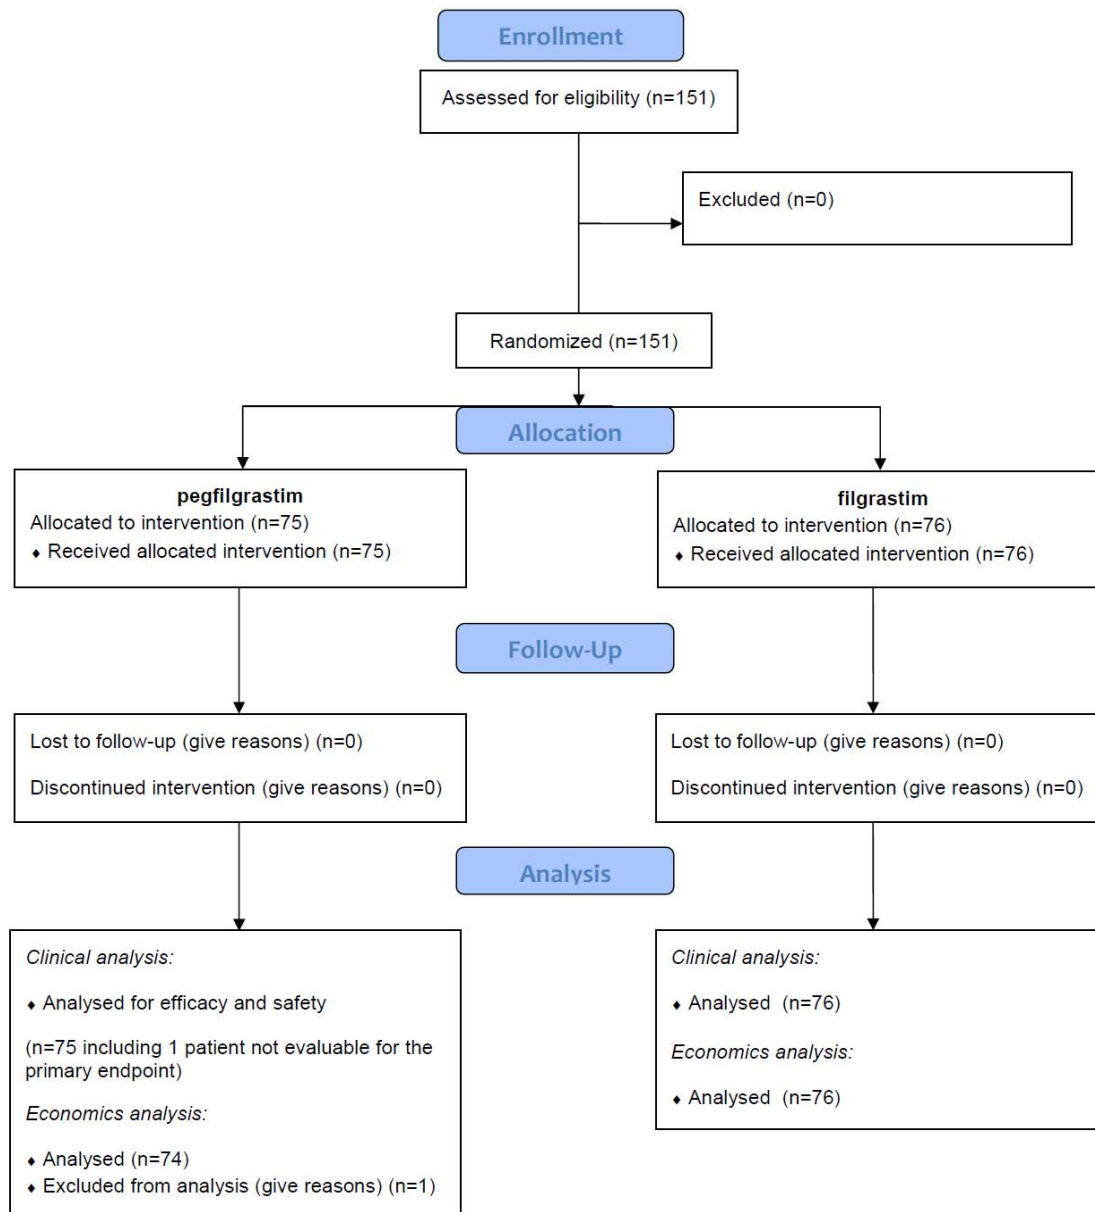 Enrollment
Assessed for eligibility (n=151)
Excluded (n=0)
Randomized (n=151)
Allocation
pegfilgrastim
Allocated to intervention (n=75)
♦ Received allocated intervention (n=75)
filgrastim
Allocated to intervention (n=76)
♦ Received allocated intervention (n=76)
Follow-Up
Lost to follow-up (give reasons) (n=0)
Discontinued intervention (give reasons) (n=0)
Lost to follow-up (give reasons) (n=0)
Discontinued intervention (give reasons) (n=0)
Analysis
Clinical analysis:
♦ Analysed for efficacy and safety
(n=75 including 1 patient not evaluable for the
primary endpoint)
Economics analysis:
♦ Analysed (n=74)
♦ Excluded from analysis (give reasons) (n=1)
Clinical analysis:
♦ Analysed (n=76)
Economics analysis:
♦ Analysed (n=76)